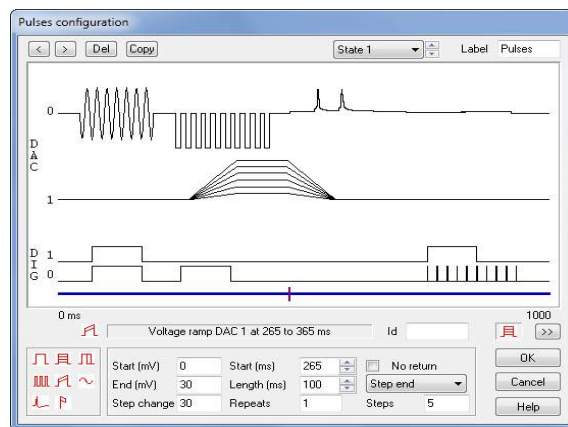 Pulses configuration
< > Del Copy State 1 Label Pulses
0
DAC
1
DIG
1
0
0 ms 1000
Voltage ramp DAC 1 at 265 to 365 ms Id >>
Start (mV) 0 Start (ms) 265 No return OK
End (mV) 30 Length (ms) 100 Step end Cancel
Step change 30 Repeats 1 Steps 5 Help